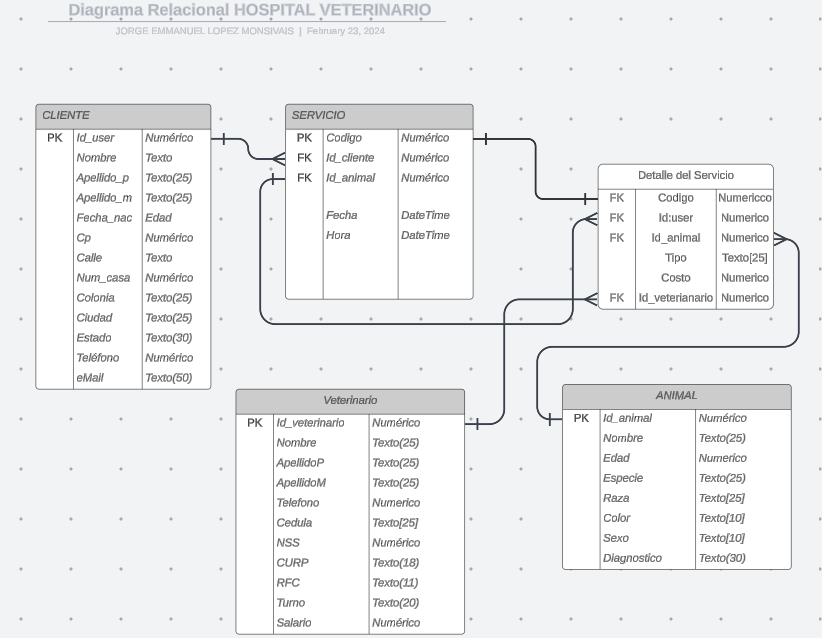 Diagrama Relacional HOSPITAL VETERINARIO
JORGE EMMANUEL LOPEZ MONSIVAIS | February 23, 2024
CLIENTE
PK Id_user Numérico
Nombre Texto
Apellido_p Texto(25)
Apellido_m Texto(25)
Fecha_nac Edad
Cp Numérico
Calle Texto
Num_casa Numérico
Colonia Texto(25)
Ciudad Texto(25)
Estado Texto(30)
Teléfono Numérico
eMail Texto(50)
SERVICIO
PK Codigo Numérico
FK Id_cliente Numérico
FK Id_animal Numérico
Fecha DateTime
Hora DateTime
Detalle del Servicio
FK Codigo Numericco
FK Id:user Numerico
FK Id_animal Numerico
Tipo Texto[25]
Costo Numerico
FK Id_veterianario Numerico
Veterinario
PK Id_veterinario Numérico
Nombre Texto(25)
ApellidoP Texto(25)
ApellidoM Texto(25)
Telefono Numerico
Cedula Texto[25]
NSS Numérico
CURP Texto(18)
RFC Texto(11)
Turno Texto(20)
Salario Numérico
ANIMAL
PK Id_animal Numérico
Nombre Texto(25)
Edad Numerico
Especie Texto(25)
Raza Texto[25]
Color Texto[10]
Sexo Texto[10]
Diagnostico Texto(30)